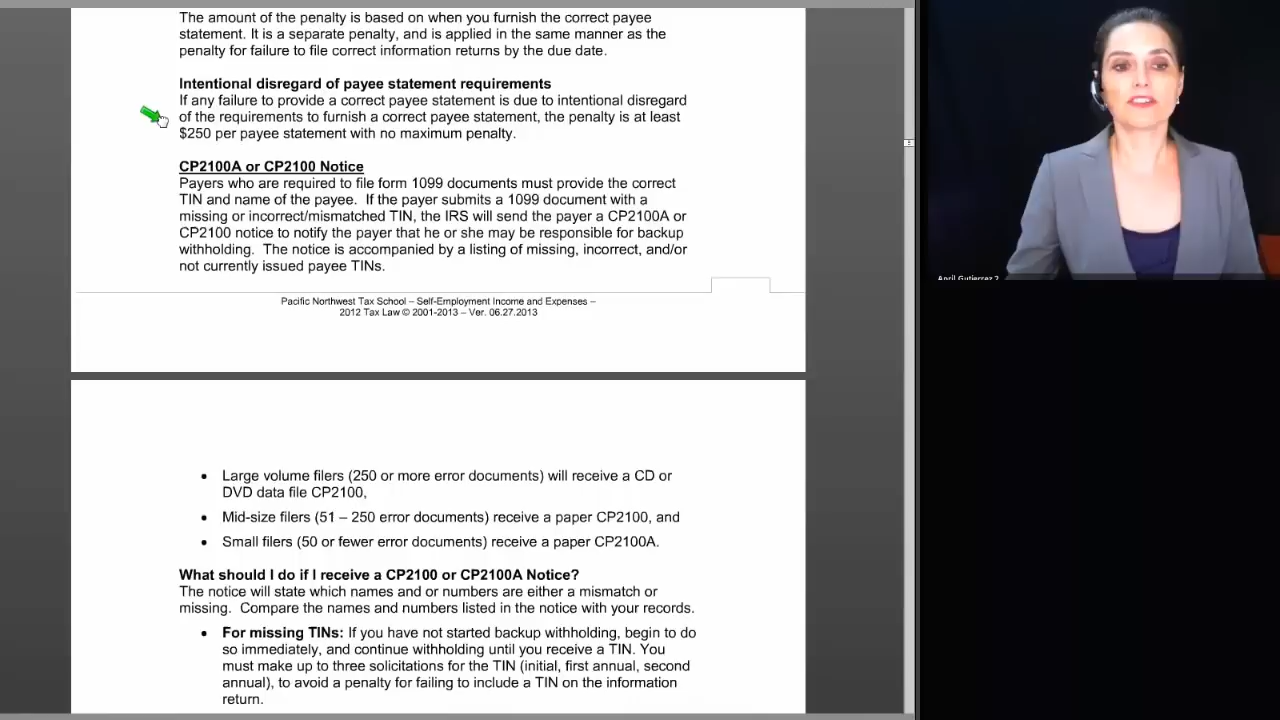 The amount of the penalty is based on when you furnish the correct payee
statement. It is a separate penalty, and is applied in the same manner as the
penalty for failure to file correct information returns by the due date.
Intentional disregard of payee statement requirements
If any failure to provide a correct payee statement is due to intentional disregard
of the requirements to furnish a correct payee statement, the penalty is at least
$250 per payee statement with no maximum penalty.
CP2100A or CP2100 Notice
Payers who are required to file form 1099 documents must provide the correct
TIN and name of the payee.  If the payer submits a 1099 document with a
missing or incorrect/mismatched TIN, the IRS will send the payer a CP2100A or
CP2100 notice to notify the payer that he or she may be responsible for backup
withholding.  The notice is accompanied by a listing of missing, incorrect, and/or
not currently issued payee TINs.
Pacific Northwest Tax School – Self-Employment Income and Expenses –
2012 Tax Law © 2001-2013 – Ver. 06.27.2013
• Large volume filers (250 or more error documents) will receive a CD or
DVD data file CP2100,
• Mid-size filers (51 – 250 error documents) receive a paper CP2100, and
• Small filers (50 or fewer error documents) receive a paper CP2100A.
What should I do if I receive a CP2100 or CP2100A Notice?
The notice will state which names and or numbers are either a mismatch or
missing.  Compare the names and numbers listed in the notice with your records.
• For missing TINs: If you have not started backup withholding, begin to do
so immediately, and continue withholding until you receive a TIN. You
must make up to three solicitations for the TIN (initial, first annual, second
annual), to avoid a penalty for failing to include a TIN on the information
return.
April Gutierrez 2